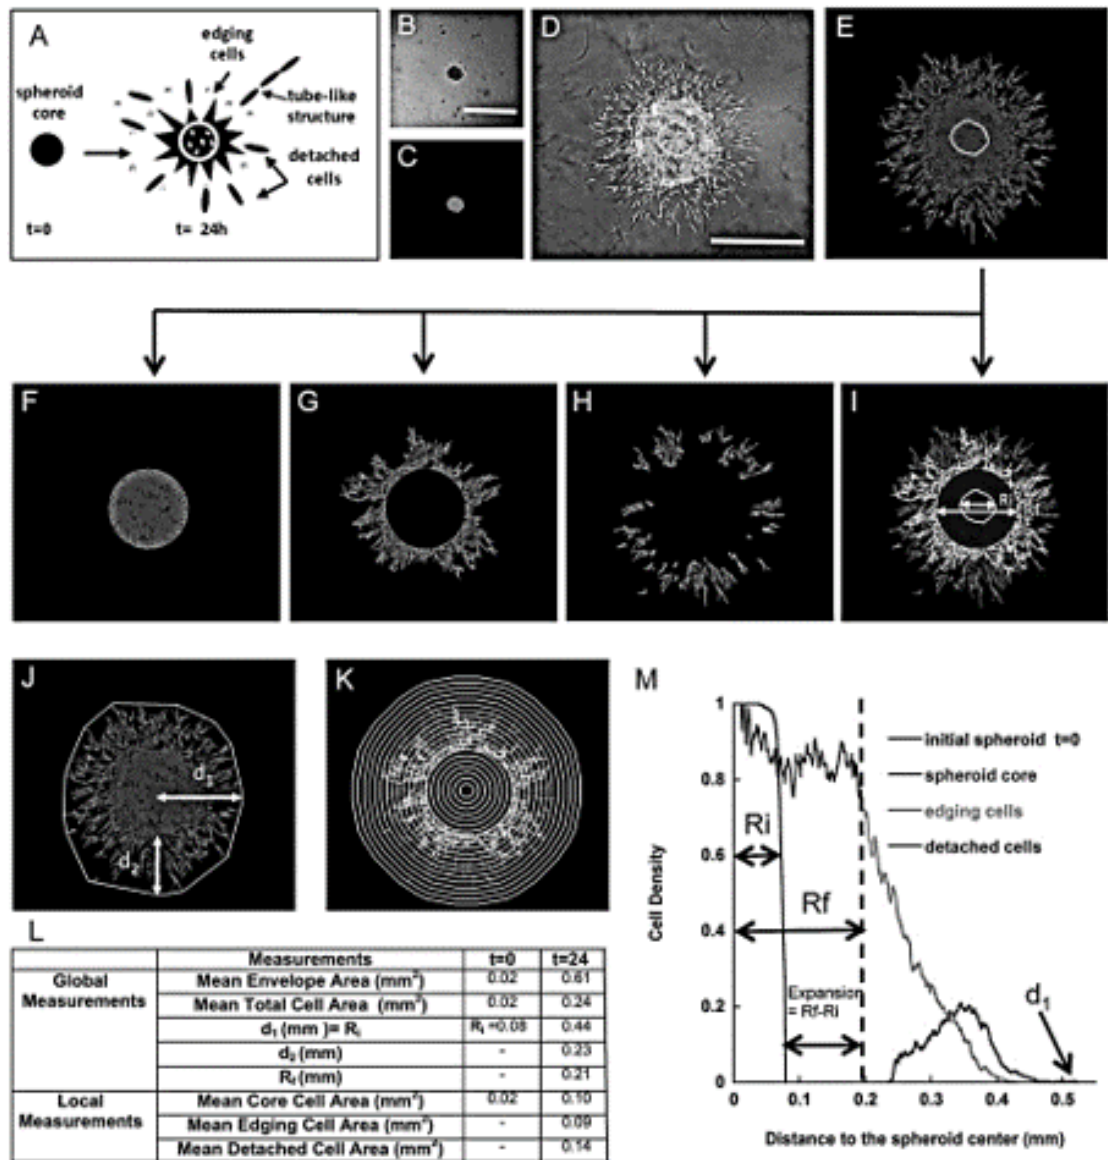 A
edging
cells
spheroid
core
tube-like
structure
detached
cells
t=0
t= 24h
B
C
D
E
F
G
H
I
Ri
J
d1
d2
K
L
Measurements t=0 t=24
Global Measurements
Mean Envelope Area (mm²) 0.02 0.61
Mean Total Cell Area (mm²) 0.02 0.24
d1 (mm )= Ri Ri =0.08 0.44
d2 (mm) - 0.23
Rf (mm) - 0.21
Local Measurements
Mean Core Cell Area (mm²) 0.02 0.10
Mean Edging Cell Area (mm²) - 0.09
Mean Detached Cell Area (mm²) - 0.14
M
initial spheroid t=0
spheroid core
edging cells
detached cells
Cell Density
1
0.8
0.6
0.4
0.2
0
Ri
Rf
Expansion
= Rf-Ri
d1
0 0.1 0.2 0.3 0.4 0.5
Distance to the spheroid center (mm)